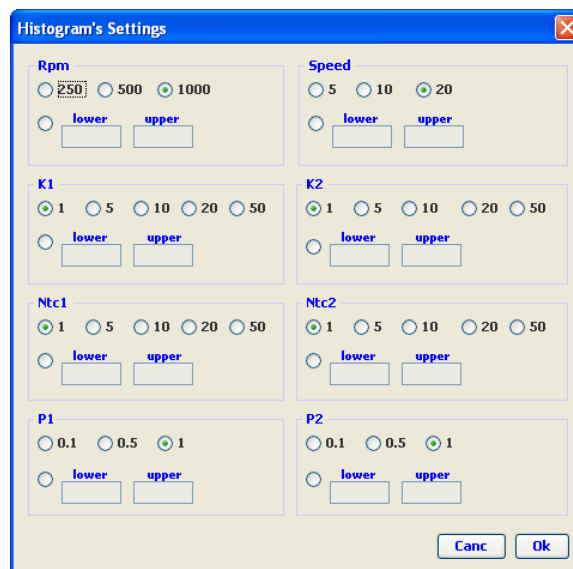 Histogram's Settings
Rpm
250 500 1000
lower upper
Speed
5 10 20
lower upper
K1
1 5 10 20 50
lower upper
K2
1 5 10 20 50
lower upper
Ntc1
1 5 10 20 50
lower upper
Ntc2
1 5 10 20 50
lower upper
P1
0.1 0.5 1
lower upper
P2
0.1 0.5 1
lower upper
Canc Ok